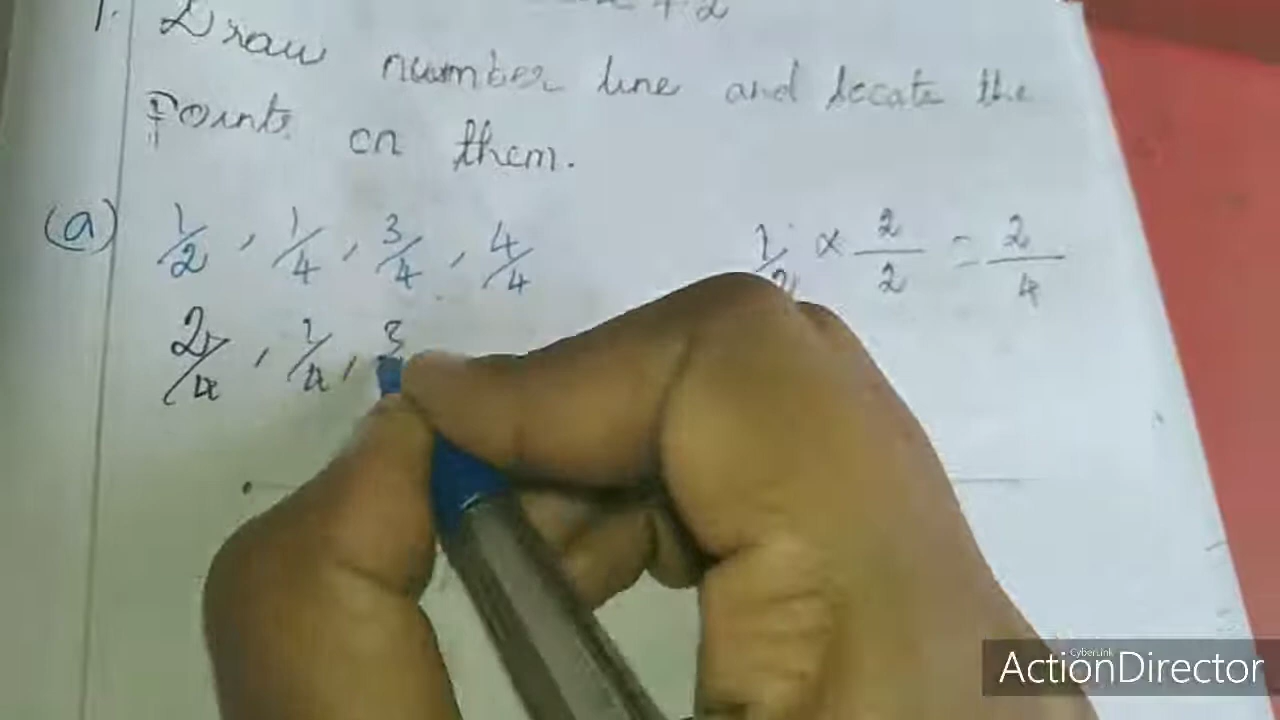 1. Draw number line and locate the
Points on them.
(a) 1/2, 1/4, 3/4, 4/4
1/2 × 2/2 = 2/4
2/4, 1/4, 3
CyberLink
ActionDirector